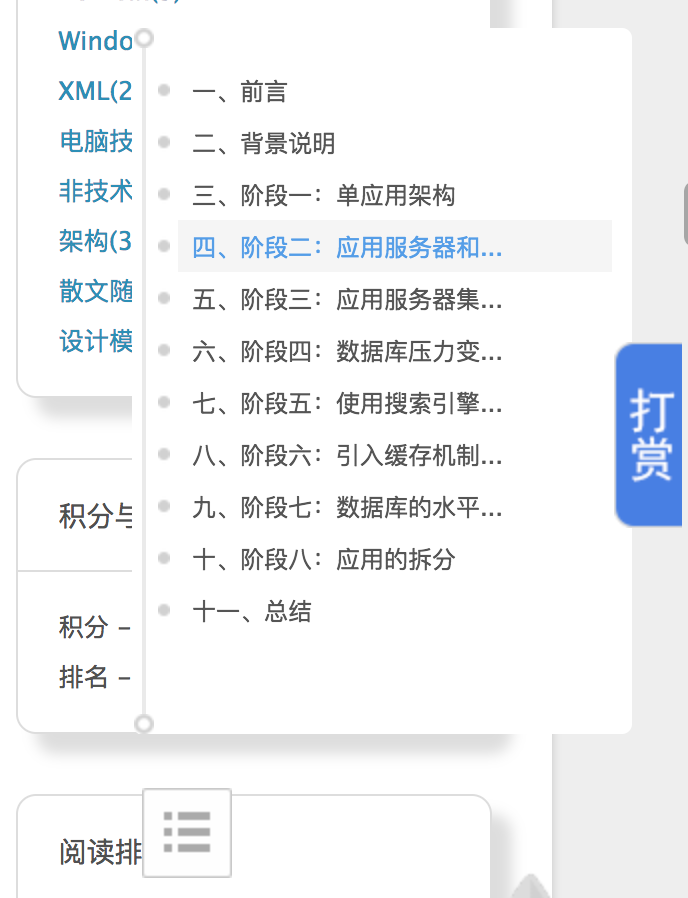 Windo
XML(2
电脑技
非技术
架构(3
散文随
设计模
积分与
积分 –
排名 –
阅读排
一、前言
二、背景说明
三、阶段一：单应用架构
四、阶段二：应用服务器和...
五、阶段三：应用服务器集...
六、阶段四：数据库压力变...
七、阶段五：使用搜索引擎...
八、阶段六：引入缓存机制...
九、阶段七：数据库的水平...
十、阶段八：应用的拆分
十一、总结
打
赏